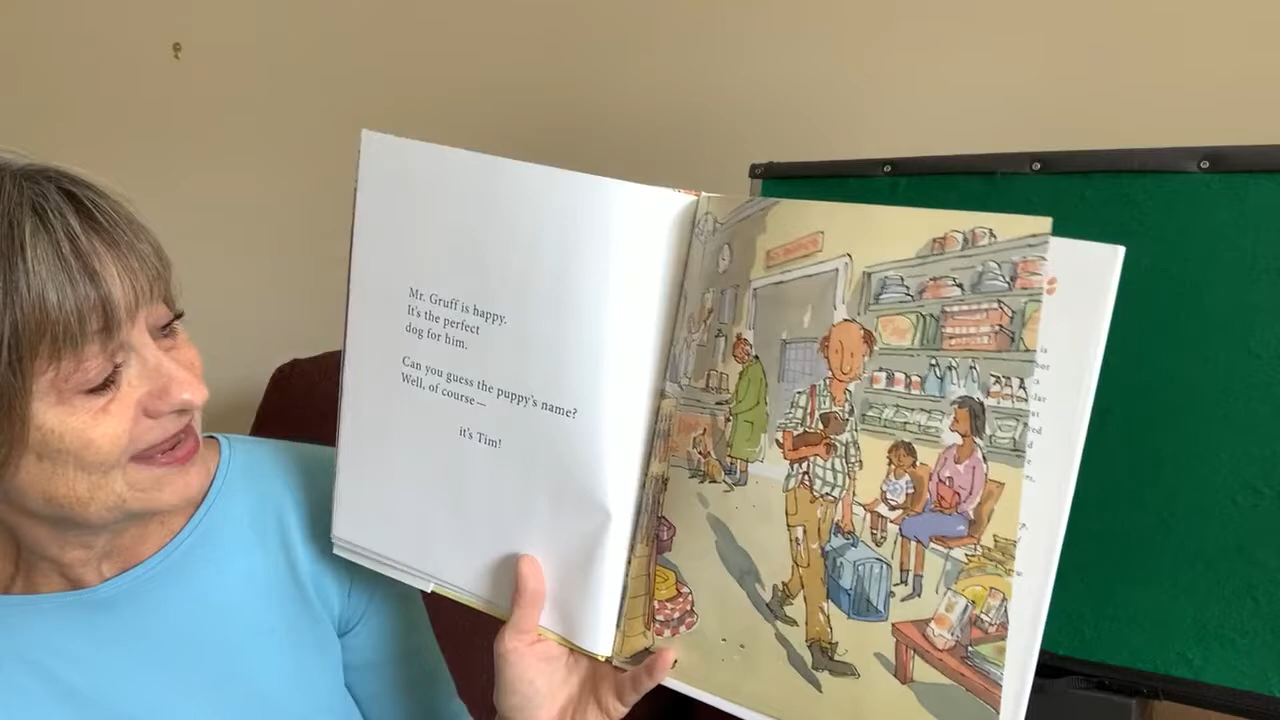 Mr. Gruff is happy.
It's the perfect
dog for him.
Can you guess the puppy's name?
Well, of course—
it's Tim!